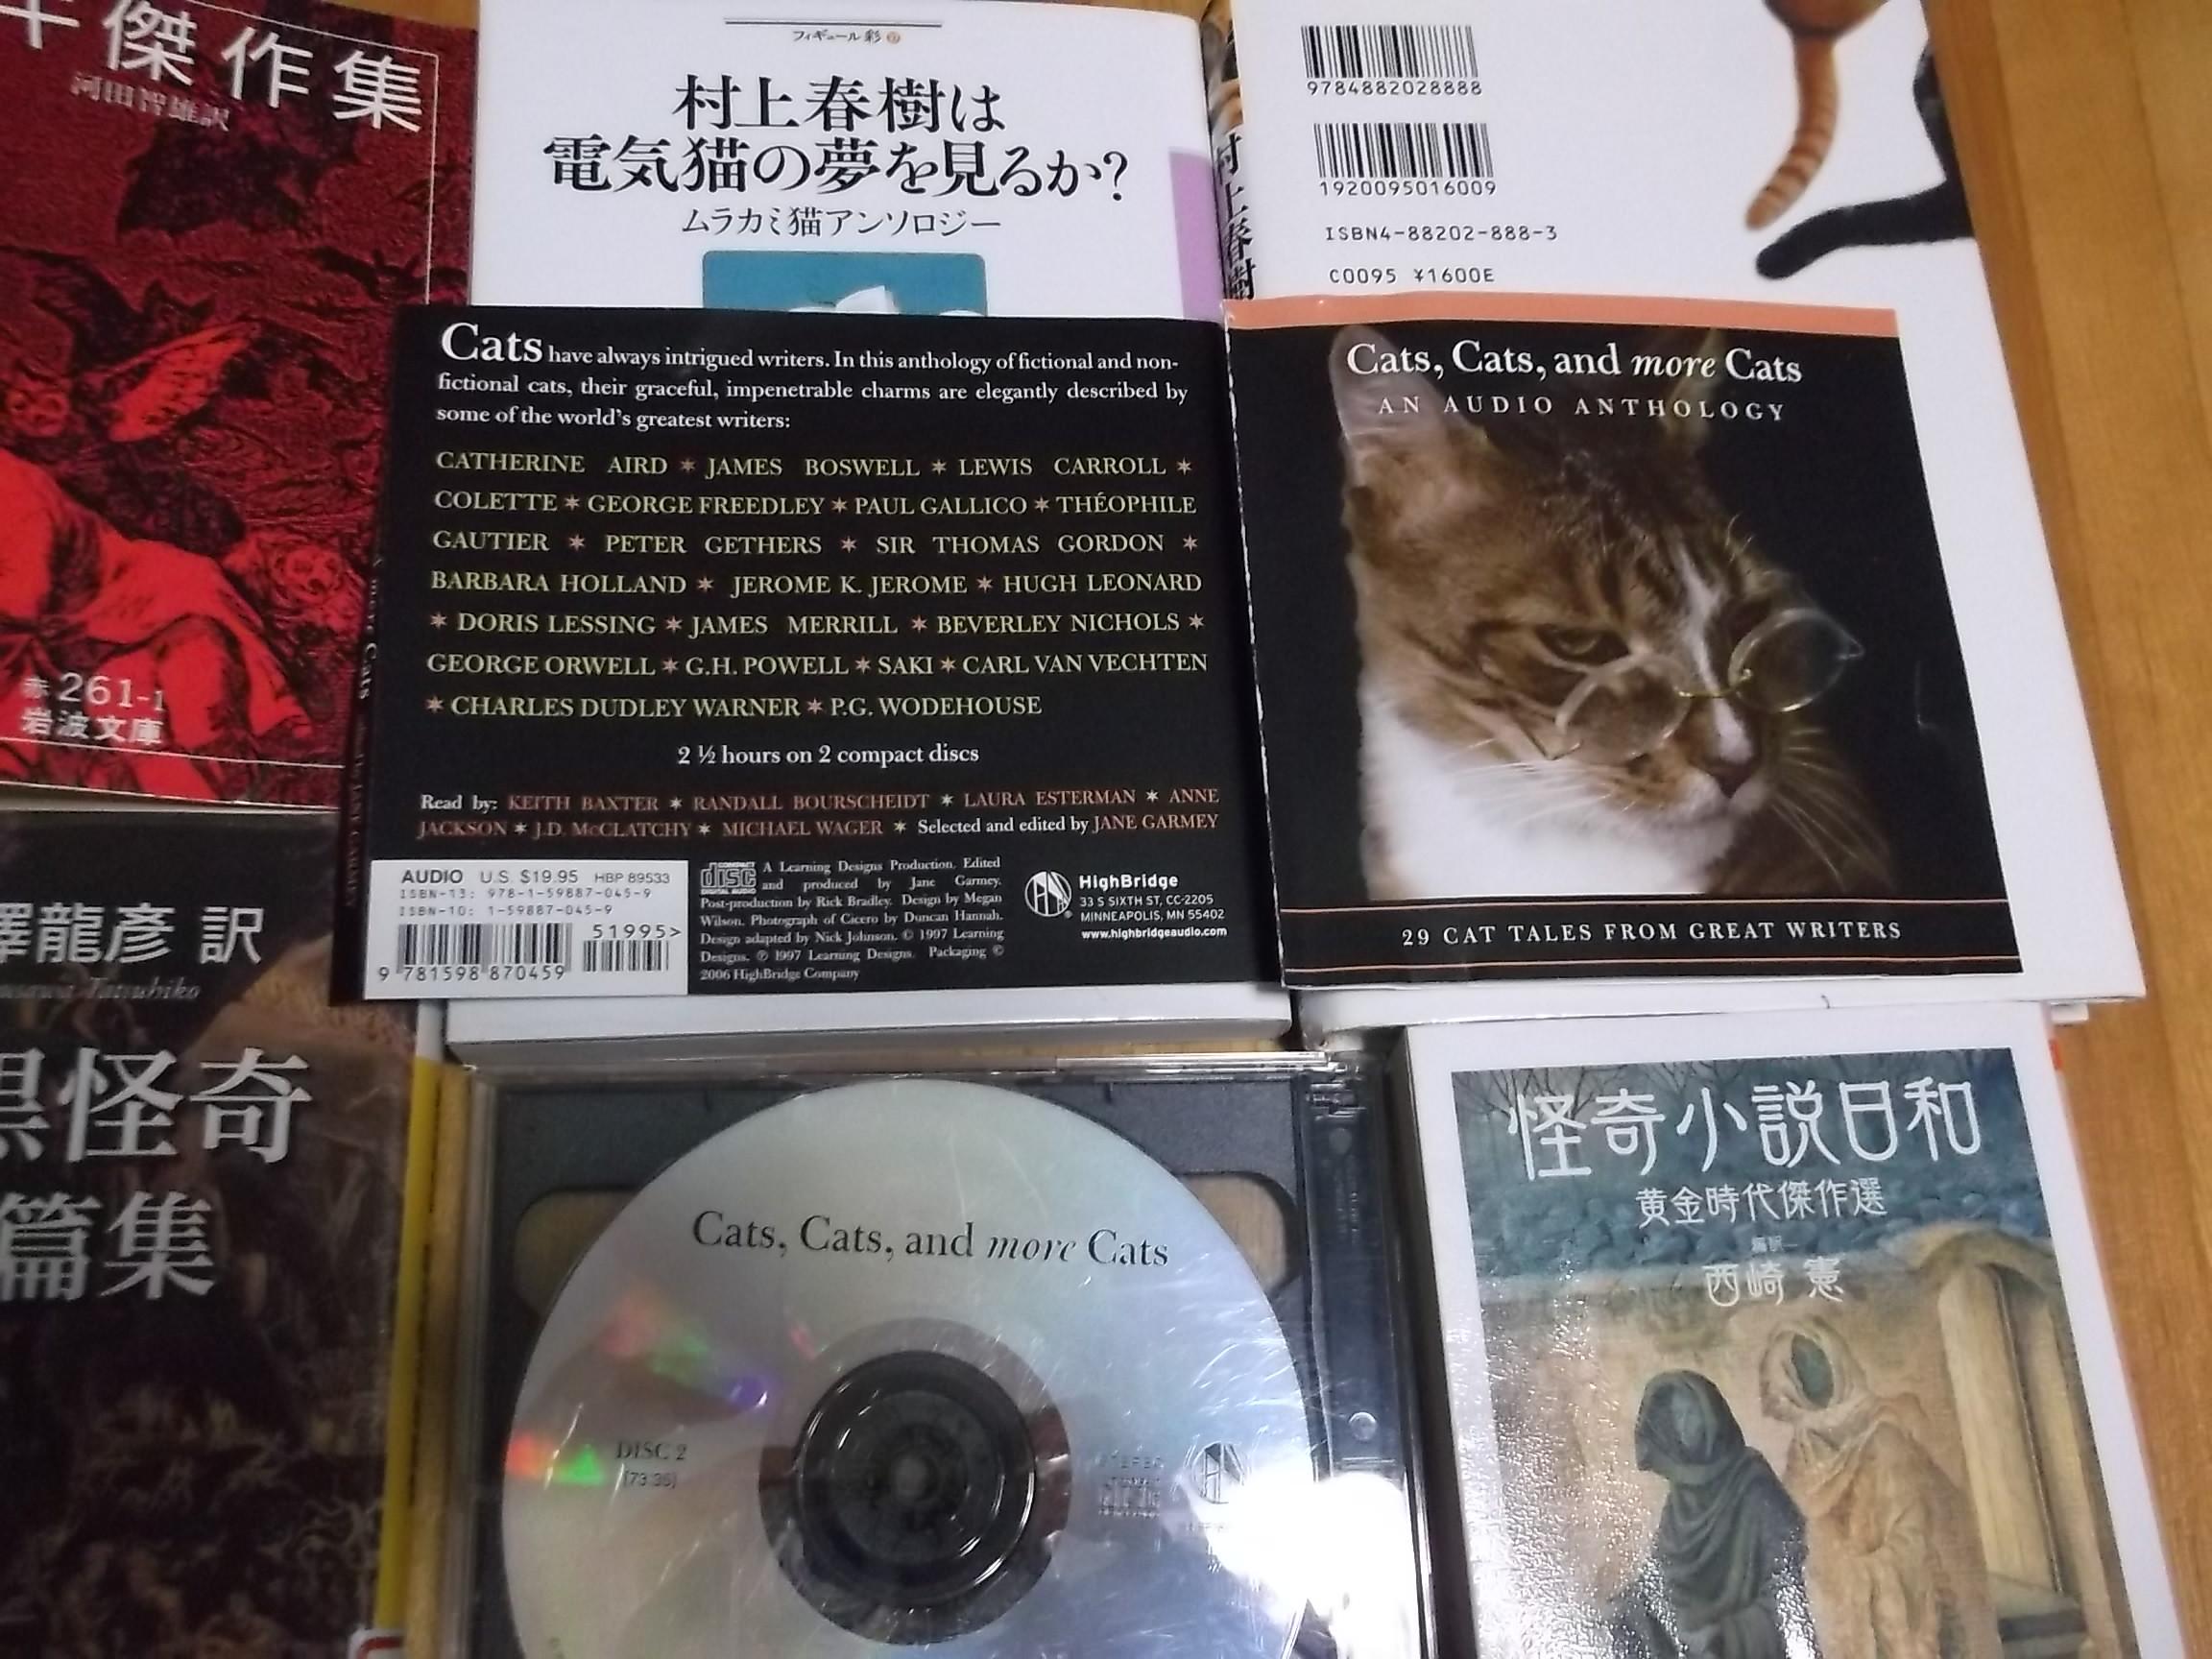 傑作集
河田智雄訳
赤 261-1
岩波文庫
フィギュール彩
村上春樹は
電気猫の夢を見るか?
ムラカミ猫アンソロジー
村上春樹
9784882028888
1920095016009
ISBN4-88202-888-3
C0095 ¥1600E
Cats have always intrigued writers. In this anthology of fictional and non-
fictional cats, their graceful, impenetrable charms are elegantly described by
some of the world's greatest writers:
CATHERINE AIRD * JAMES BOSWELL * LEWIS CARROLL *
COLETTE * GEORGE FREEDLEY * PAUL GALLICO * THÉOPHILE
GAUTIER * PETER GETHERS * SIR THOMAS GORDON *
BARBARA HOLLAND * JEROME K. JEROME * HUGH LEONARD
* DORIS LESSING * JAMES MERRILL * BEVERLEY NICHOLS *
GEORGE ORWELL * G.H. POWELL * SAKI * CARL VAN VECHTEN
* CHARLES DUDLEY WARNER * P.G. WODEHOUSE
2 ½ hours on 2 compact discs
Read by: KEITH BAXTER * RANDALL BOURSCHEIDT * LAURA ESTERMAN * ANNE
JACKSON * J.D. McCLATCHY * MICHAEL WAGER * Selected and edited by JANE GARMEY
AUDIO U.S. $19.95 HBP 89533
ISBN-13: 978-1-59887-045-9
ISBN-10: 1-59887-045-9
51995>
9 781598 870459
COMPACT
disc
DIGITAL AUDIO
A Learning Designs Production. Edited
and produced by Jane Garmey.
Post-production by Rick Bradley. Design by Megan
Wilson. Photograph of Cicero by Duncan Hannah.
Design adapted by Nick Johnson. © 1997 Learning
Designs. ℗ 1997 Learning Designs. Packaging ©
2006 HighBridge Company
HighBridge
33 S SIXTH ST, CC-2205
MINNEAPOLIS, MN 55402
www.highbridgeaudio.com
Cats, Cats, and more Cats
AN AUDIO ANTHOLOGY
29 CAT TALES FROM GREAT WRITERS
龍彦 訳
Tatsuhiko
怪奇
篇集
Cats, Cats, and more Cats
DISC 2
(73:35)
怪奇小説日和
黄金時代傑作選
編訳
西崎 憲